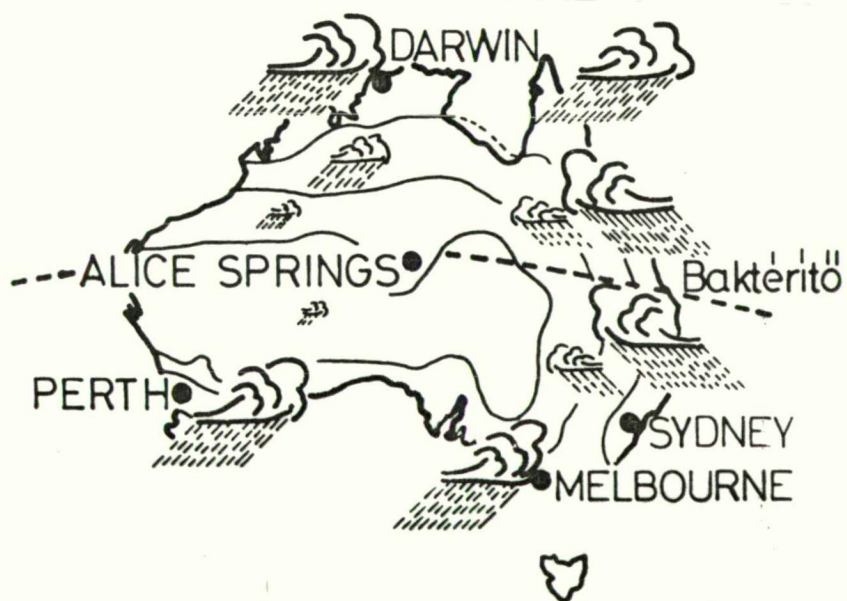 DARWIN
ALICE SPRINGS
Baktérítő
PERTH
SYDNEY
MELBOURNE